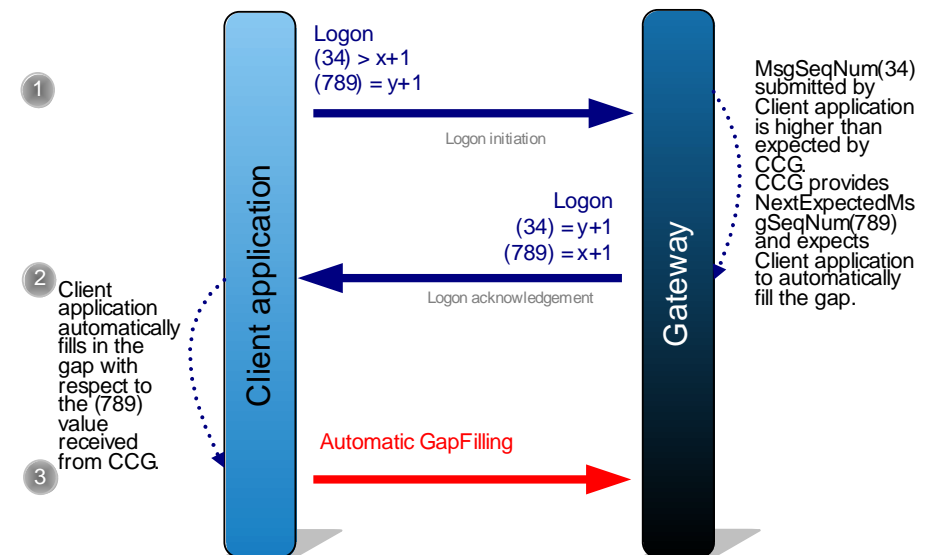 1
Logon
(34) > x+1
(789) = y+1
Logon initiation
MsgSeqNum(34)
submitted by
Client application
is higher than
expected by
CCG.
CCG provides
NextExpectedMs
gSeqNum(789)
and expects
Client application
to automatically
fill the gap.
Client application
Gateway
Logon
(34) = y+1
(789) = x+1
Logon acknowledgement
2
Client
application
automatically
fills in the
gap with
respect to
the (789)
value
received
from CCG.
Automatic GapFilling
3